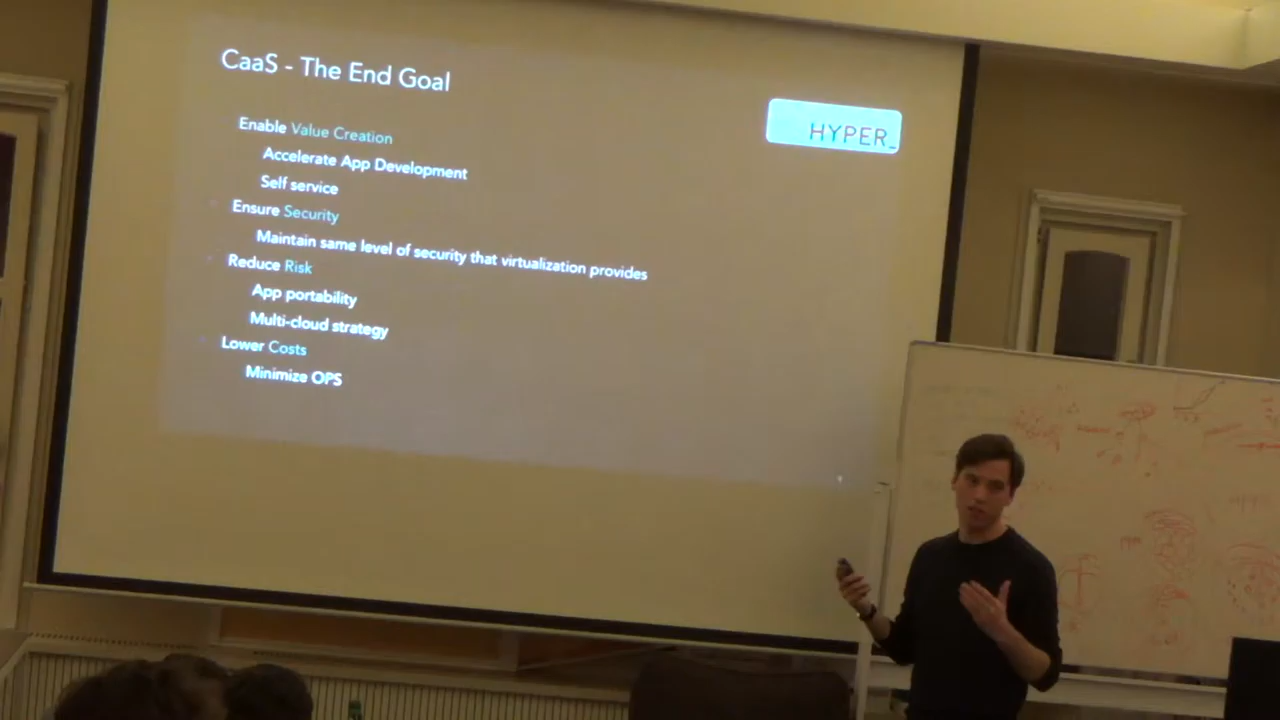 CaaS - The End Goal
HYPER_
Enable Value Creation
Accelerate App Development
Self service
Ensure Security
Maintain same level of security that virtualization provides
Reduce Risk
App portability
Multi-cloud strategy
Lower Costs
Minimize OPS